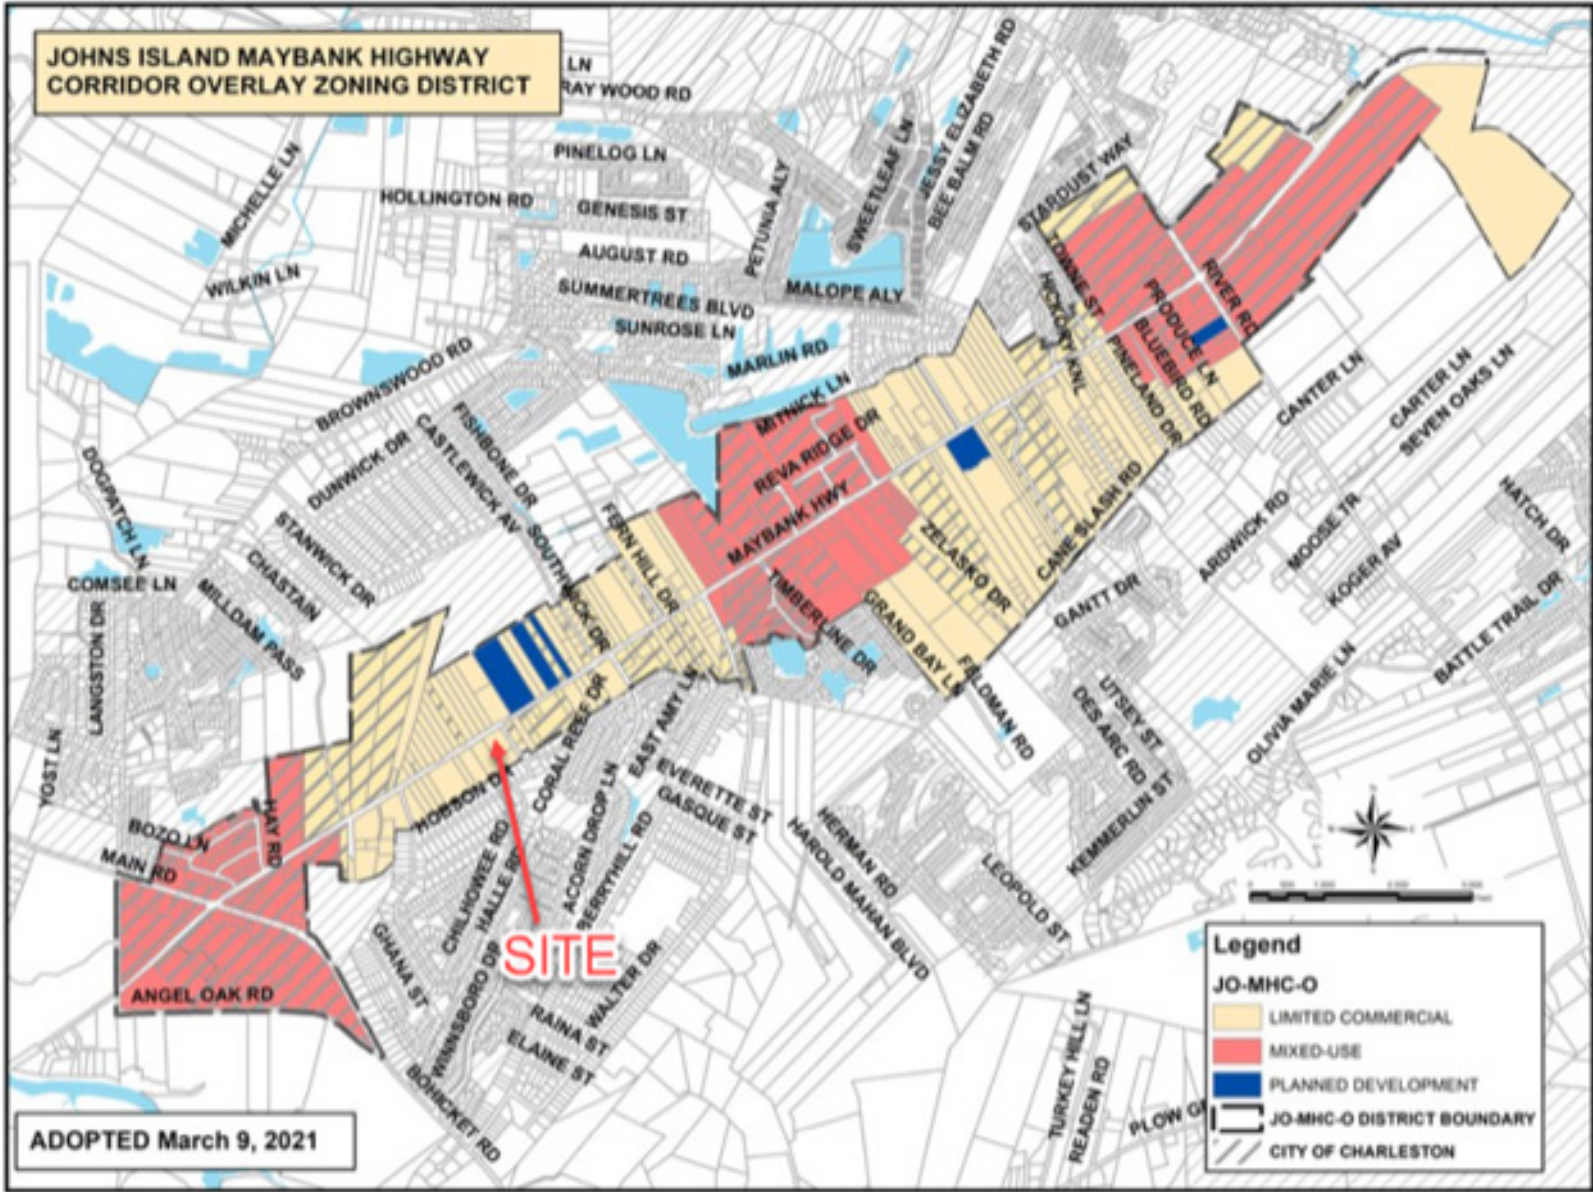 JOHNS ISLAND MAYBANK HIGHWAY
CORRIDOR OVERLAY ZONING DISTRICT
LN
RAY WOOD RD
PINELOG LN
HOLLINGTON RD
GENESIS ST
AUGUST RD
SUMMERTREES BLVD
SUNROSE LN
MARLIN RD
MITNICK LN
MICHELLE LN
WILKIN LN
PETUNIA ALY
SWEETLEAF LN
JESSY ELIZABETH RD
BEE BALM RD
MALOPE ALY
STARDUST WAY
TOWNE ST
HICKORY KNL
RIVER RD
PRODUCE LN
BLUEBIRD RD
PINELAND DR
CANTER LN
CARTER LN
SEVEN OAKS LN
BROWNSWOOD RD
FISHBONE DR
CASTLEWICK AV
DUNWICK DR
STANWICK DR
CHASTAIN
DOGPATCH LN
COMSEE LN
MILLDAM PASS
LANGSTON DR
YOST LN
SOUTHWICK DR
FERN HILL DR
REVA RIDGE DR
MAYBANK HWY
TIMBERLINE DR
GRAND BAY LN
ZELASKO DR
CANE SLASH RD
FELDMAN RD
GANTT DR
ARDWICK RD
MOOSE TR
KOGER AV
HATCH DR
BATTLE TRAIL DR
OLIVIA MARIE LN
UTSEY ST
DES ARC RD
KEMMERLIN ST
HERMAN RD
HAROLD MAHAN BLVD
LEOPOLD ST
CORAL REEF DR
EAST AMY LN
EVERETTE ST
GASQUE ST
HOBSON DR
ACORN DROP LN
BERRYHILL RD
CHILHOWEE RD
HALLE RD
BOZO LN
HAY RD
MAIN RD
ANGEL OAK RD
GHANA ST
WINNSBORO DR
WALTER DR
RAINA ST
ELAINE ST
BOHICKET RD
SITE
TURKEY HILL LN
READEN RD
PLOW
Legend
JO-MHC-O
LIMITED COMMERCIAL
MIXED-USE
PLANNED DEVELOPMENT
JO-MHC-O DISTRICT BOUNDARY
CITY OF CHARLESTON
ADOPTED March 9, 2021